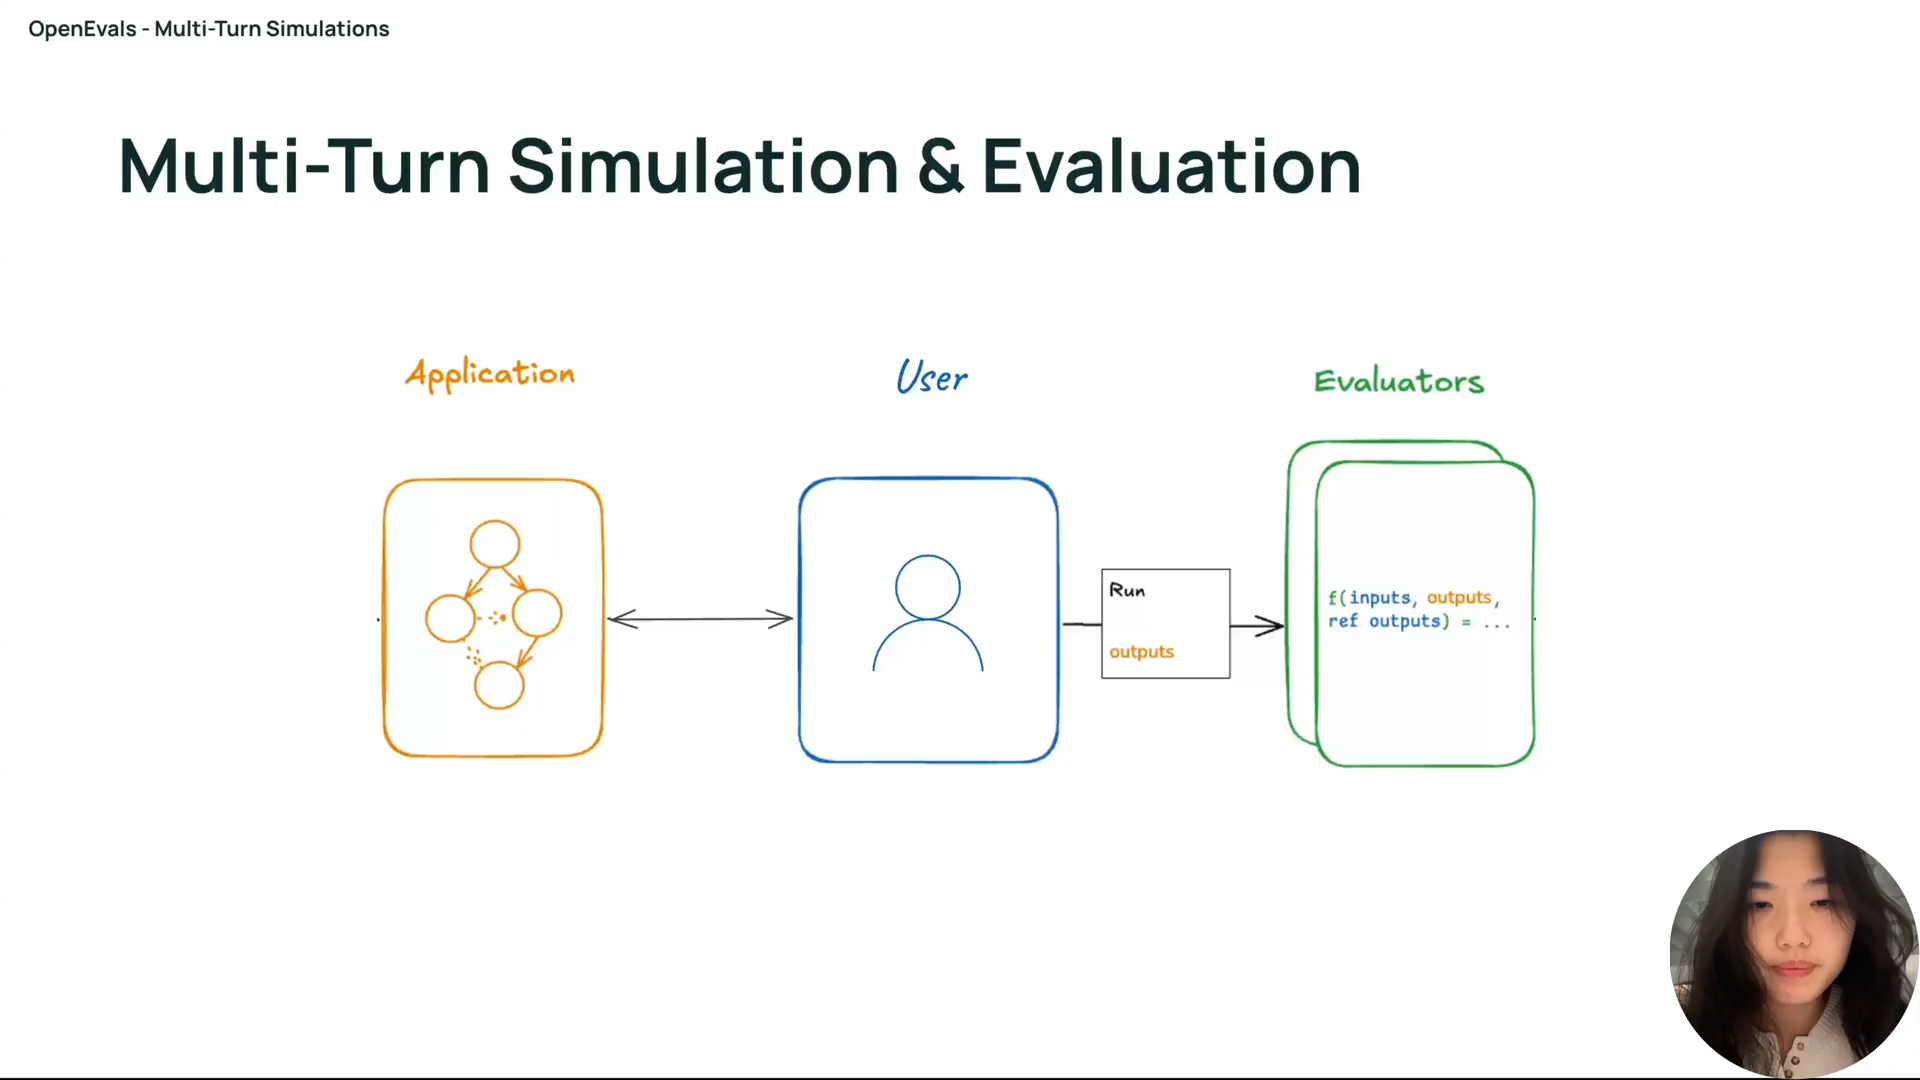 OpenEvals - Multi-Turn Simulations
Multi-Turn Simulation & Evaluation
Application
User
Evaluators
Run
outputs
f(inputs, outputs,
ref outputs) = ...